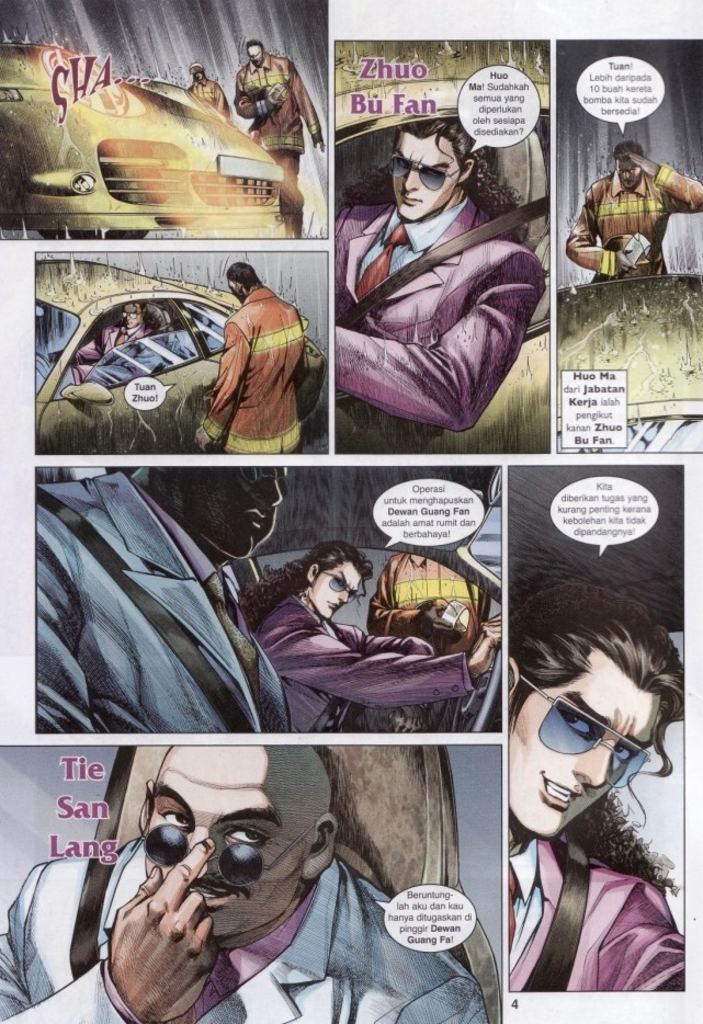 SHA...
Zhuo
Bu Fan
Huo
Ma! Sudahkah
semua yang
diperlukan
oleh sesiapa
disediakan?
Tuan!
Lebih daripada
10 buah kereta
bomba kita sudah
bersedia!
Huo Ma
dari Jabatan
Kerja ialah
pengikut
kanan Zhuo
Bu Fan.
Tuan
Zhuo!
Operasi
untuk menghapuskan
Dewan Guang Fan
adalah amat rumit dan
berbahaya!
Kita
diberikan tugas yang
kurang penting kerana
kebolehan kita tidak
dipandangnya!
Tie
San
Lang
Beruntung-
lah aku dan kau
hanya ditugaskan di
pinggir Dewan
Guang Fa!
4